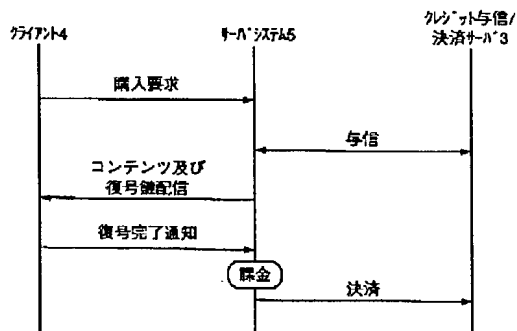 クライアント4
サーバシステム5
クレジット与信/
決済サーバ3
購入要求
与信
コンテンツ及び
復号鍵配信
復号完了通知
課金
決済